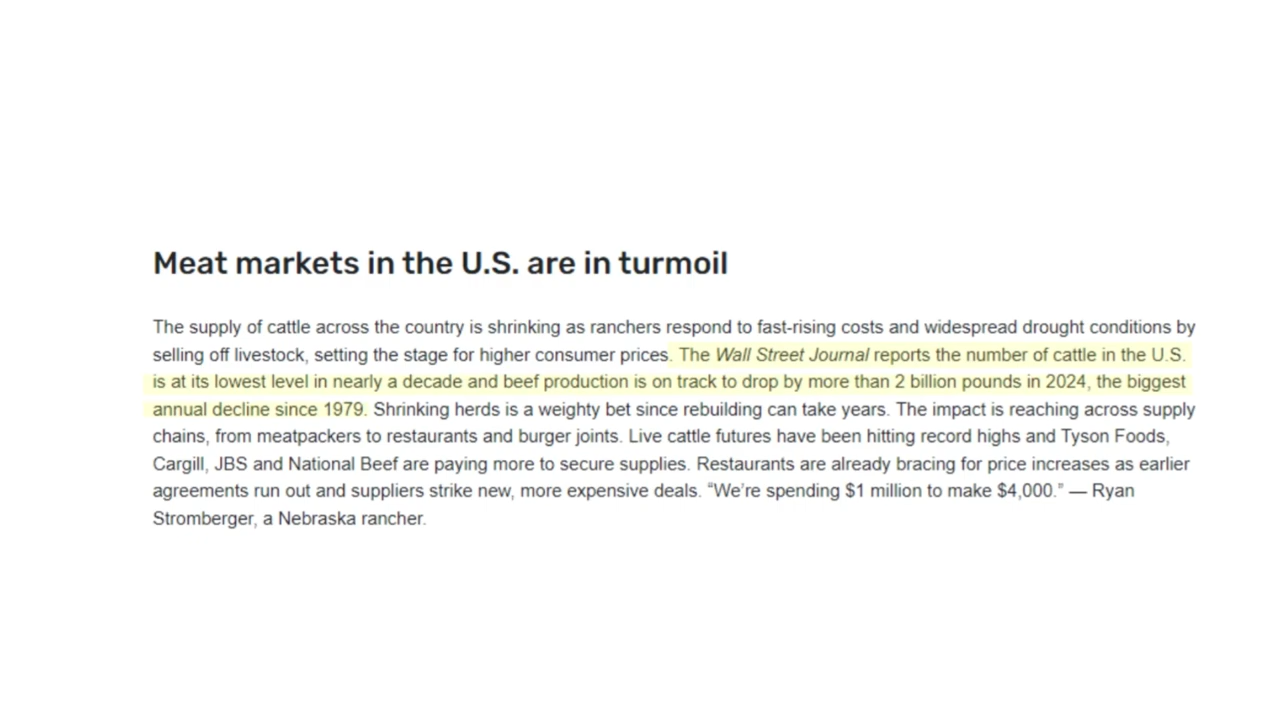 Meat markets in the U.S. are in turmoil
The supply of cattle across the country is shrinking as ranchers respond to fast-rising costs and widespread drought conditions by
selling off livestock, setting the stage for higher consumer prices. The Wall Street Journal reports the number of cattle in the U.S.
is at its lowest level in nearly a decade and beef production is on track to drop by more than 2 billion pounds in 2024, the biggest
annual decline since 1979. Shrinking herds is a weighty bet since rebuilding can take years. The impact is reaching across supply
chains, from meatpackers to restaurants and burger joints. Live cattle futures have been hitting record highs and Tyson Foods,
Cargill, JBS and National Beef are paying more to secure supplies. Restaurants are already bracing for price increases as earlier
agreements run out and suppliers strike new, more expensive deals. “We’re spending $1 million to make $4,000.” — Ryan
Stromberger, a Nebraska rancher.